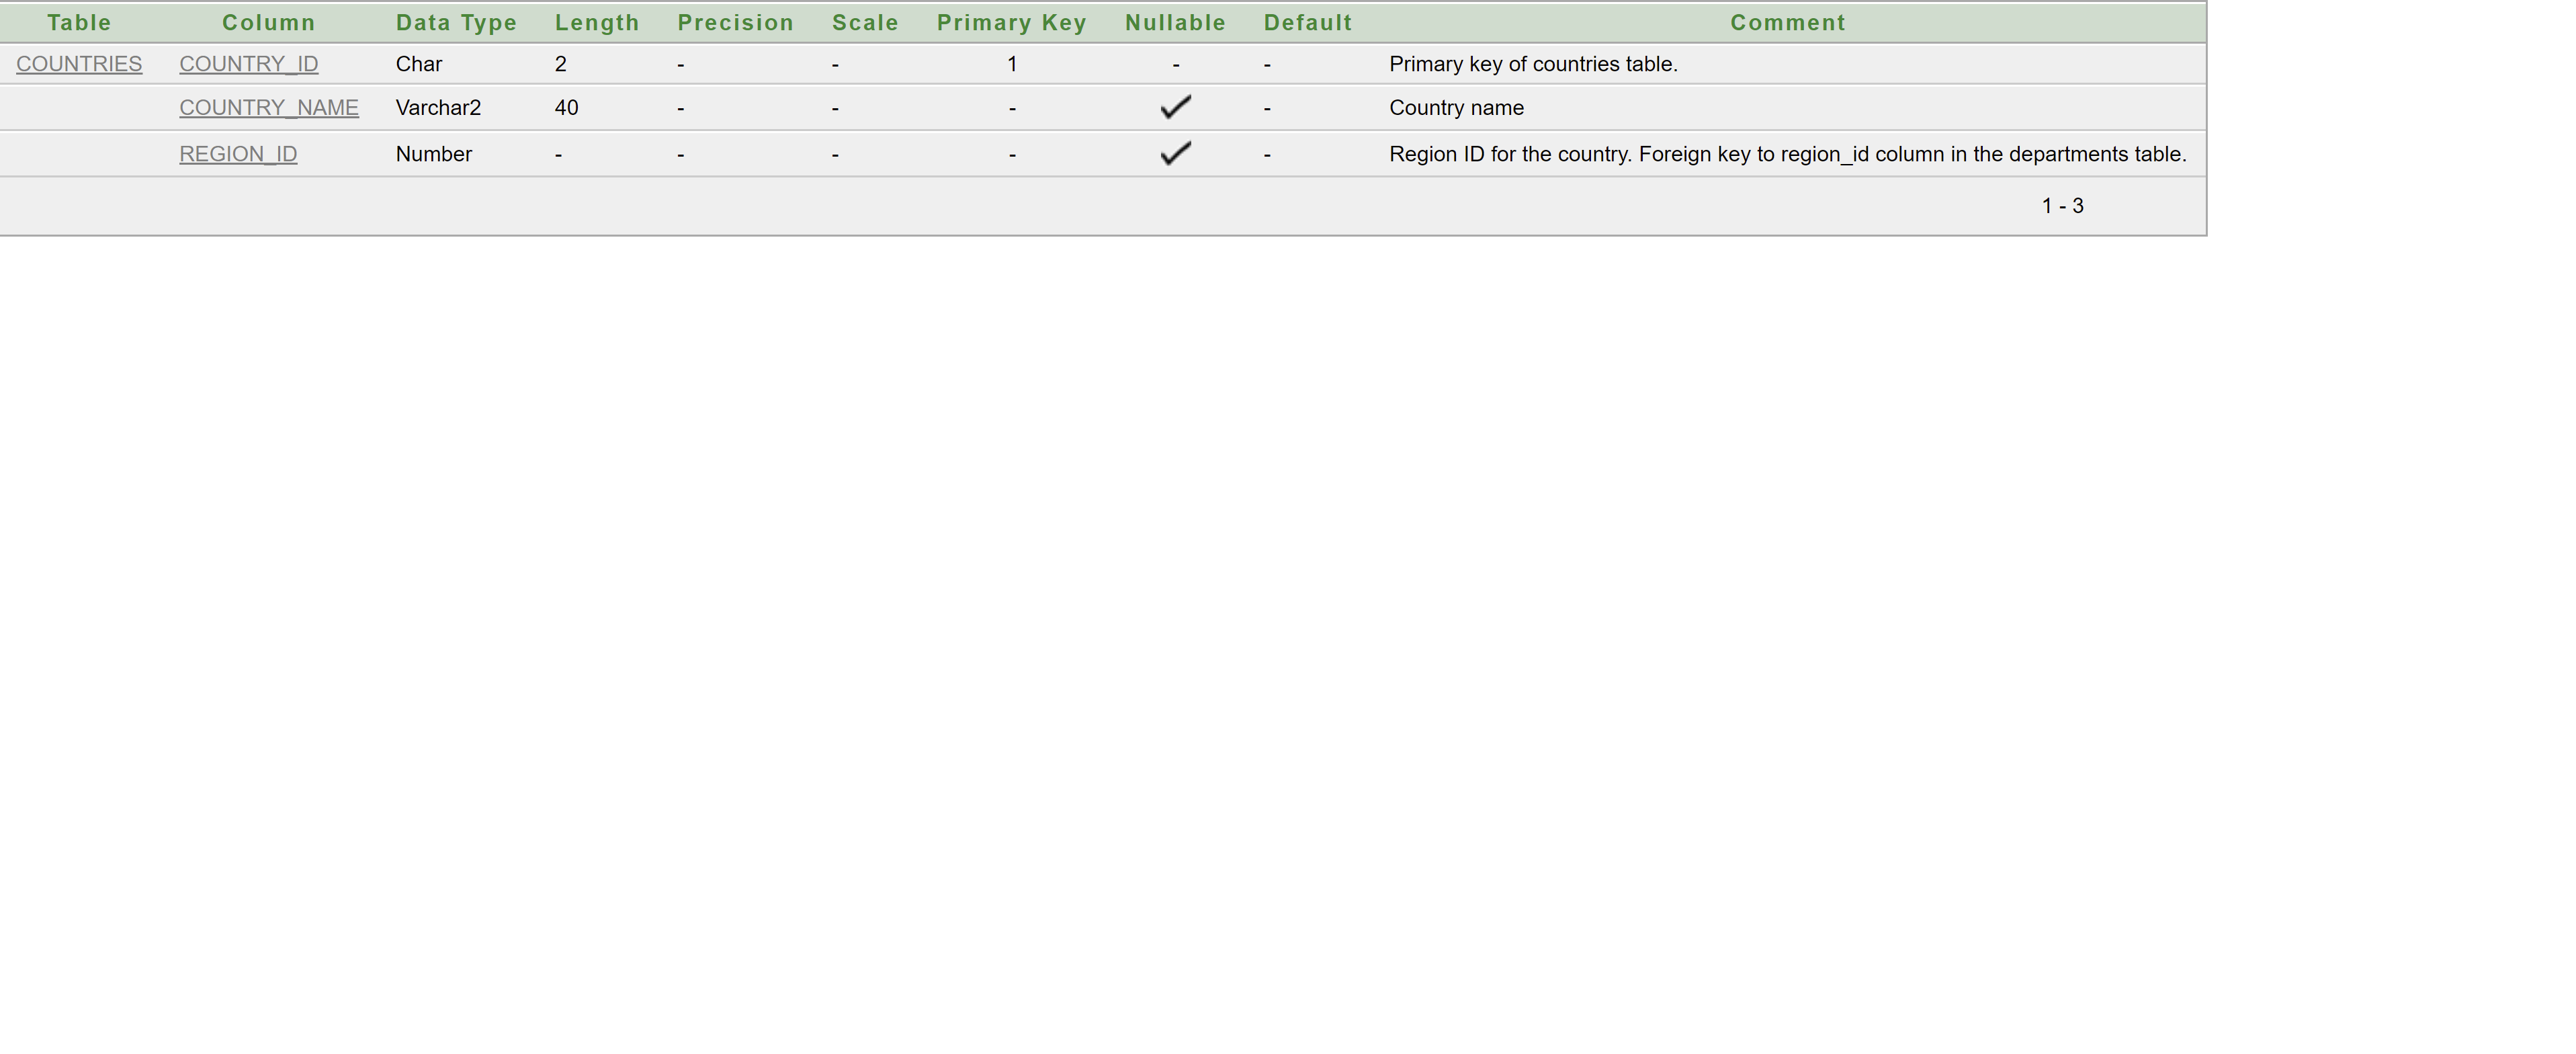 Table Column Data Type Length Precision Scale Primary Key Nullable Default Comment
COUNTRIES COUNTRY_ID Char 2 - - 1 - - Primary key of countries table.
COUNTRY_NAME Varchar2 40 - - - - Country name
REGION_ID Number - - - - - Region ID for the country. Foreign key to region_id column in the departments table.
1 - 3